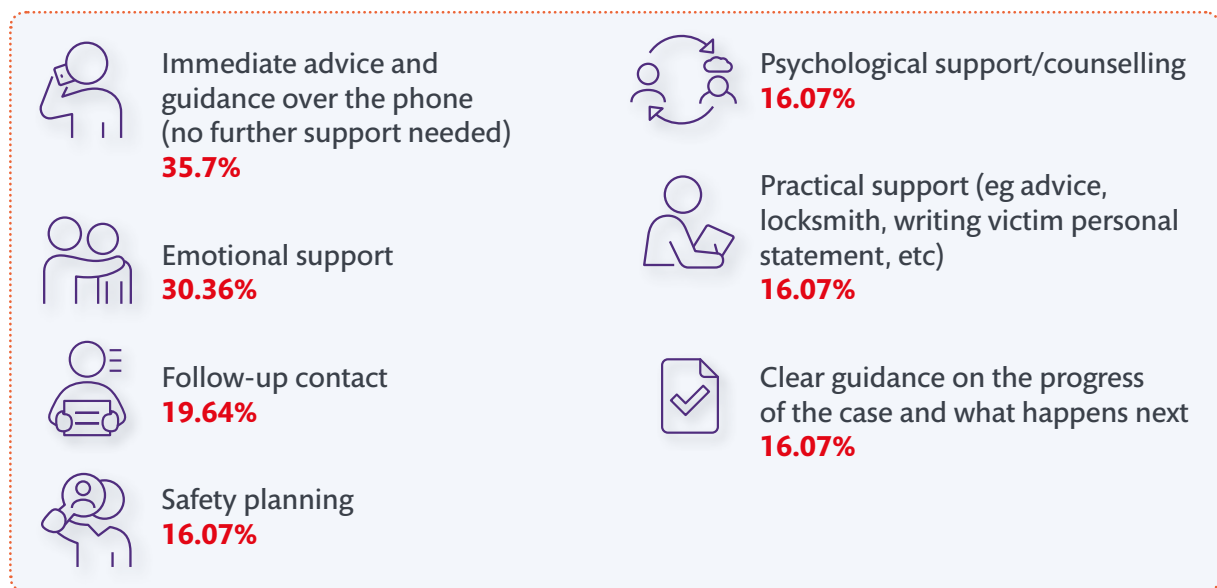 Immediate advice and
guidance over the phone
(no further support needed)
35.7%
Emotional support
30.36%
Follow-up contact
19.64%
Safety planning
16.07%
Psychological support/counselling
16.07%
Practical support (eg advice,
locksmith, writing victim personal
statement, etc)
16.07%
Clear guidance on the progress
of the case and what happens next
16.07%